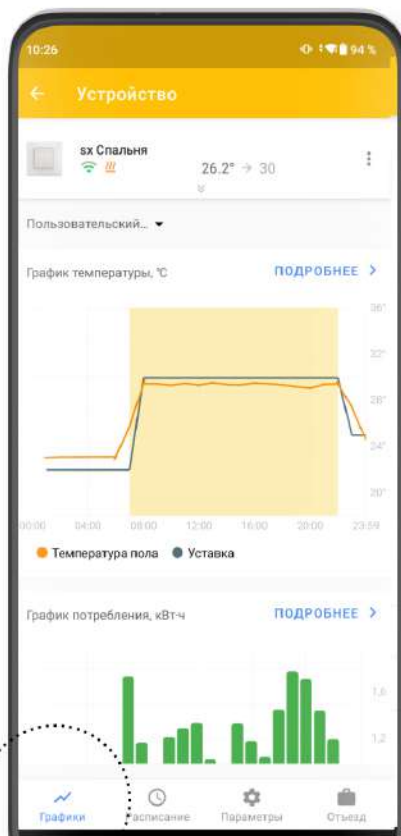 10:26
94 %
Устройство
sx Спальня
26.2° → 30
Пользовательский...
График температуры, °C
ПОДРОБНЕЕ >
36°
22°
28°
24°
20°
00:00 04:00 08:00 12:00 16:00 20:00 23:59
Температура пола Уставка
График потребления, кВт-ч
ПОДРОБНЕЕ >
1,6
1,2
Графики Расписание Параметры Отъезд